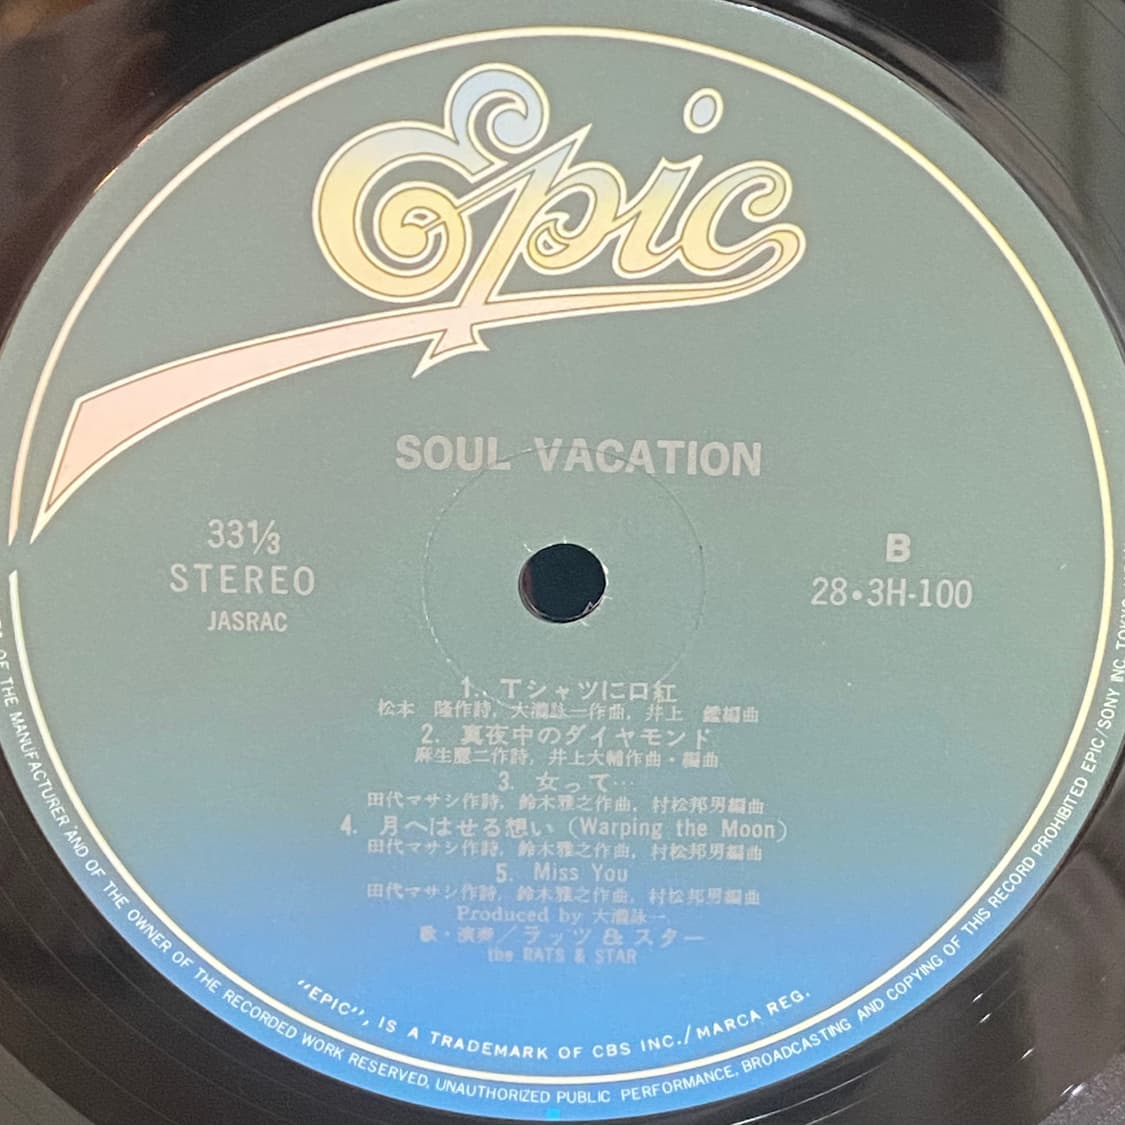 Epic
SOUL VACATION
33⅓
STEREO
JASRAC
B
28•3H-100
1. Tシャツに口紅
松本 隆作詩, 大瀧詠一作曲, 井上 鑑編曲
2. 真夜中のダイヤモンド
麻生麗二作詩, 井上大輔作曲・編曲
3. 女って…
田代マサシ作詩, 鈴木雅之作曲, 村松邦男編曲
4. 月へはせる想い (Warping the Moon)
田代マサシ作詩, 鈴木雅之作曲, 村松邦男編曲
5. Miss You
田代マサシ作詩, 鈴木雅之作曲, 村松邦男編曲
Produced by 大瀧詠一
歌・演奏／ラッツ & スター
the RATS & STAR
"EPIC", IS A TRADEMARK OF CBS INC./MARCA REG.
OF THE MANUFACTURER AND OF THE OWNER OF THE RECORDED WORK RESERVED, UNAUTHORIZED PUBLIC PERFORMANCE, BROADCASTING AND COPYING OF THIS RECORD PROHIBITED EPIC/SONY INC. TOKYO